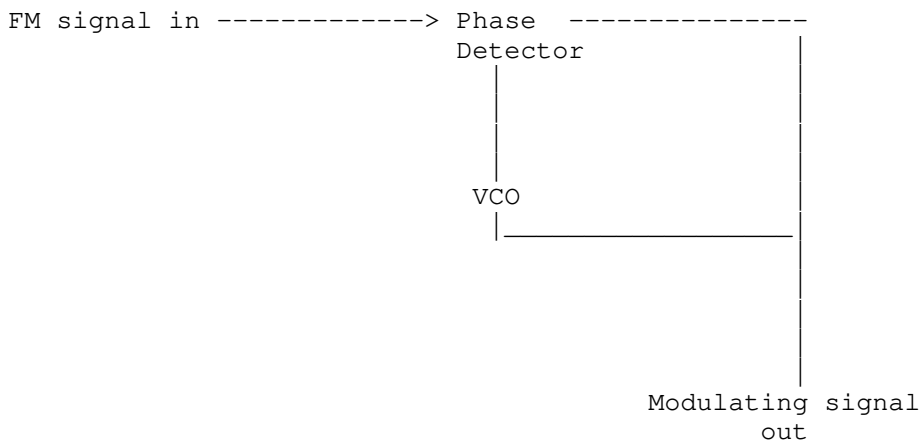 FM signal in -------------> Phase ---------------
Detector
VCO
Modulating signal
out